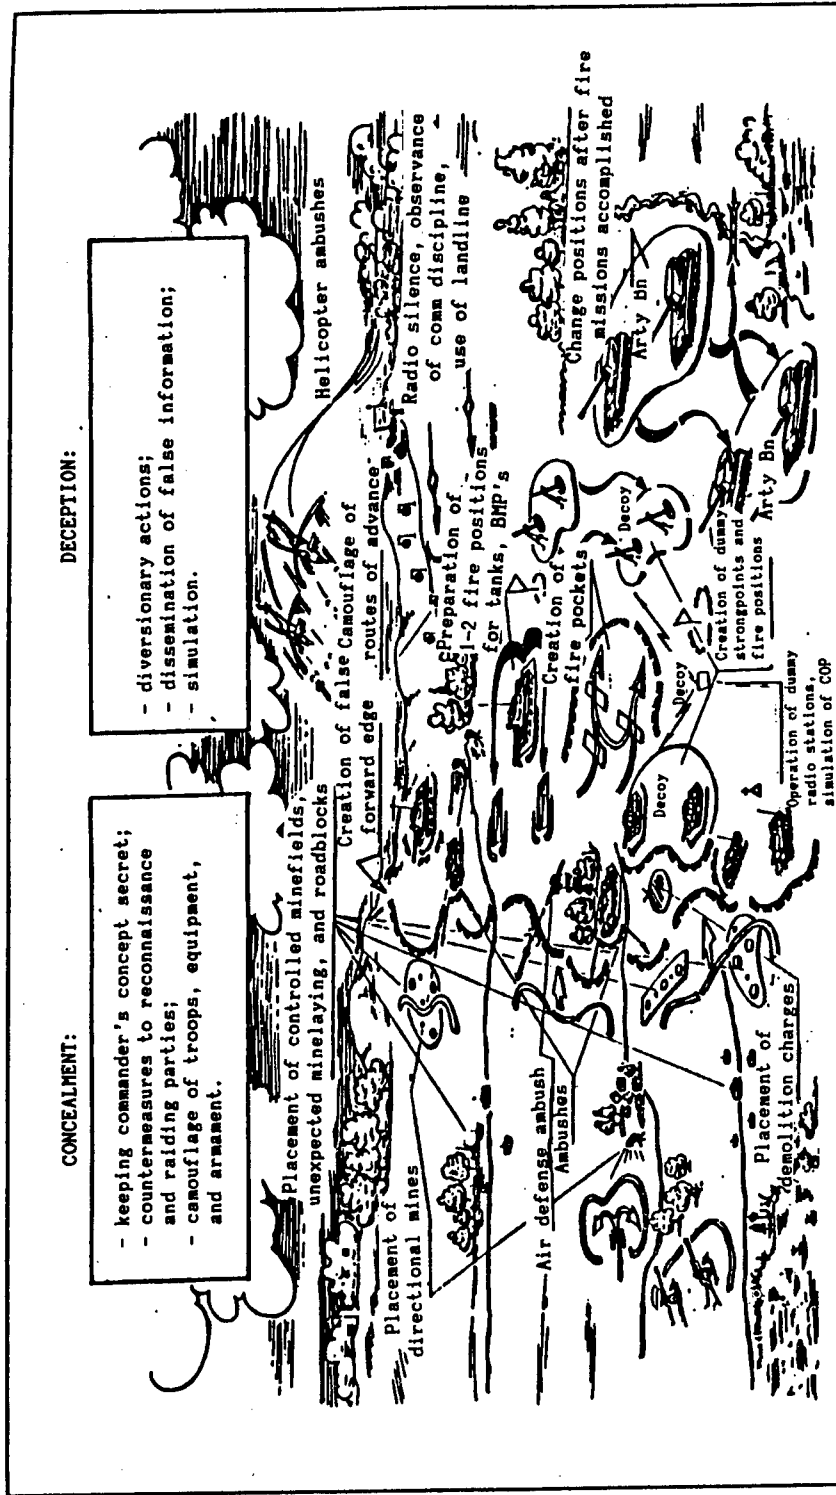 CONCEALMENT:
- keeping commander's concept secret;
- countermeasures to reconnaissance
and raiding parties;
- camouflage of troops, equipment,
and armament.
DECEPTION:
- diversionary actions;
- dissemination of false information;
- simulation.
Placement of controlled minefields,
unexpected minelaying, and roadblocks
Helicopter ambushes
Creation of false
forward edge
Camouflage of
routes of advance
Radio silence, observance
of comm discipline,
use of landline
Placement of
directional mines
Preparation of
1-2 fire positions
for tanks, BMP's
Creation of
fire pockets
Change positions after fire
missions accomplished
Arty Bn
Air defense ambush
Ambushes
Decoy
Decoy
Decoy
Creation of dummy
strongpoints and
fire positions
Arty Bn
Placement of
demolition charges
Operation of dummy
radio stations,
simulation of COP